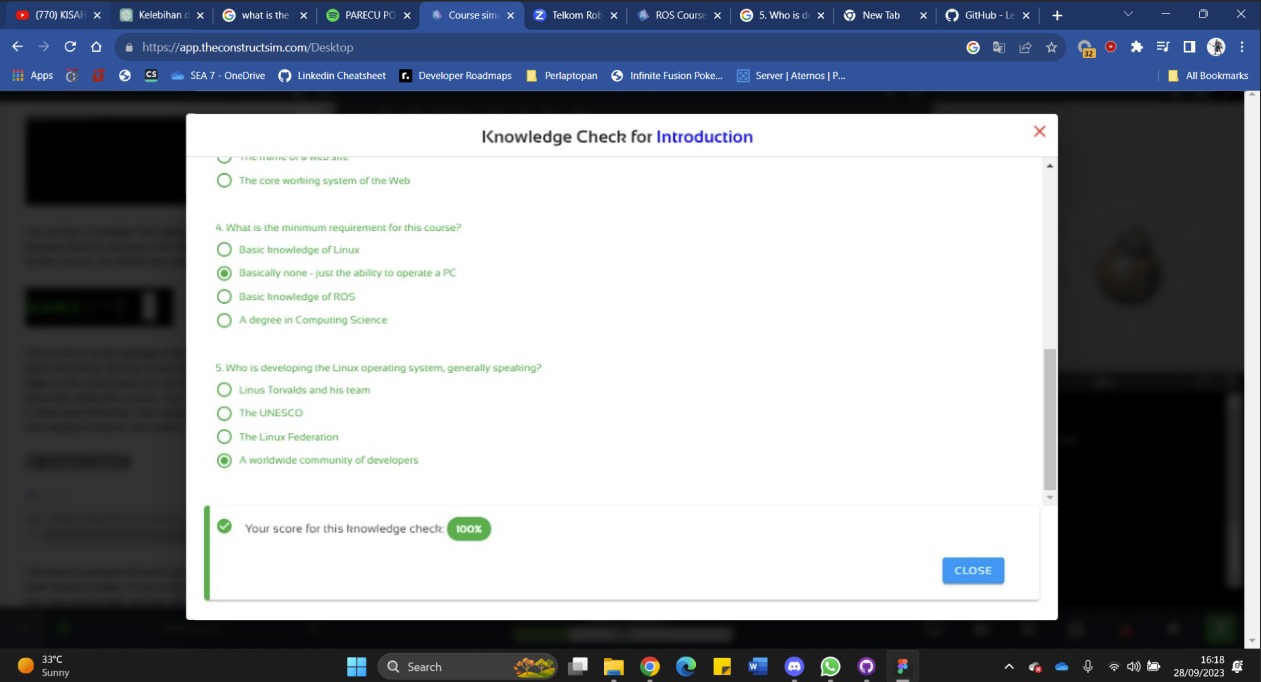 (770) KISAH
Kelebihan d
what is the
PARECU PO
Course sim
Telkom Rob
ROS Course
5. Who is d
New Tab
GitHub - Le
https://app.theconstructsim.com/Desktop
32
Apps
CS
SEA 7 - OneDrive
Linkedin Cheatsheet
r.
Developer Roadmaps
Perlaptopan
Infinite Fusion Poke...
Server | Aternos | P...
All Bookmarks
Knowledge Check for Introduction
The frame of a web site
The core working system of the Web
4. What is the minimum requirement for this course?
Basic knowledge of Linux
Basically none - just the ability to operate a PC
Basic knowledge of ROS
A degree in Computing Science
5. Who is developing the Linux operating system, generally speaking?
Linus Torvalds and his team
The UNESCO
The Linux Federation
A worldwide community of developers
Your score for this knowledge check: 100%
CLOSE
33°C
Sunny
Search
16:18
28/09/2023